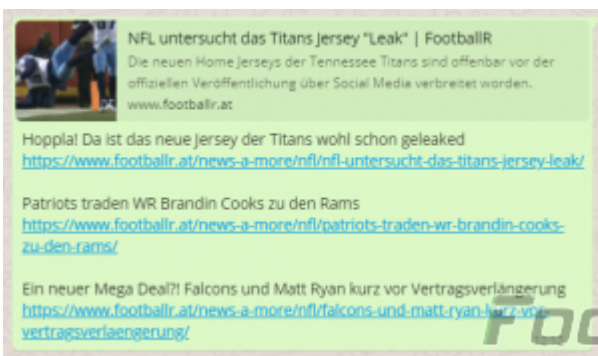 NFL untersucht das Titans Jersey "Leak" | FootballR
Die neuen Home Jerseys der Tennessee Titans sind offenbar vor der
offiziellen Veröffentlichung über Social Media verbreitet worden.
www.footballr.at
Hoppla! Da ist das neue Jersey der Titans wohl schon geleaked
https://www.footballr.at/news-a-more/nfl/nfl-untersucht-das-titans-jersey-leak/
Patriots traden WR Brandin Cooks zu den Rams
https://www.footballr.at/news-a-more/nfl/patriots-traden-wr-brandin-cooks-
zu-den-rams/
Ein neuer Mega Deal?! Falcons und Matt Ryan kurz vor Vertragsverlängerung
https://www.footballr.at/news-a-more/nfl/falcons-und-matt-ryan-kurz-vor-
vertragsverlaengerung/